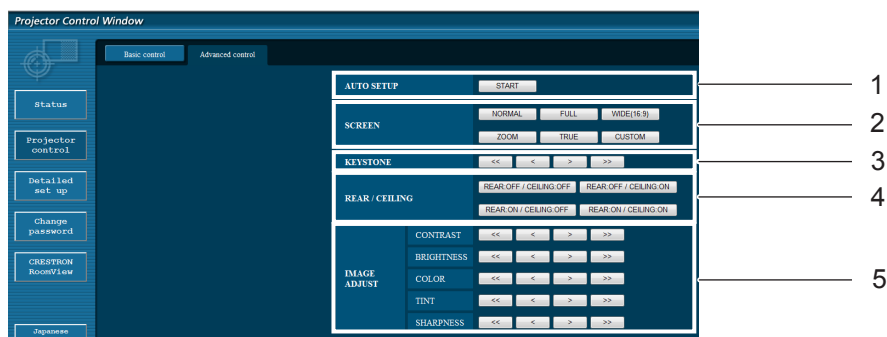 Projector Control Window
Basic control Advanced control
Status
Projector
control
Detailed
set up
Change
password
CRESTRON
RoomView
Japanese
AUTO SETUP START
SCREEN NORMAL FULL WIDE(16:9)
ZOOM TRUE CUSTOM
KEYSTONE << < > >>
REAR / CEILING REAR:OFF / CEILING:OFF REAR:OFF / CEILING:ON
REAR:ON / CEILING:OFF REAR:ON / CEILING:ON
IMAGE
ADJUST
CONTRAST << < > >>
BRIGHTNESS << < > >>
COLOR << < > >>
TINT << < > >>
SHARPNESS << < > >>
1
2
3
4
5